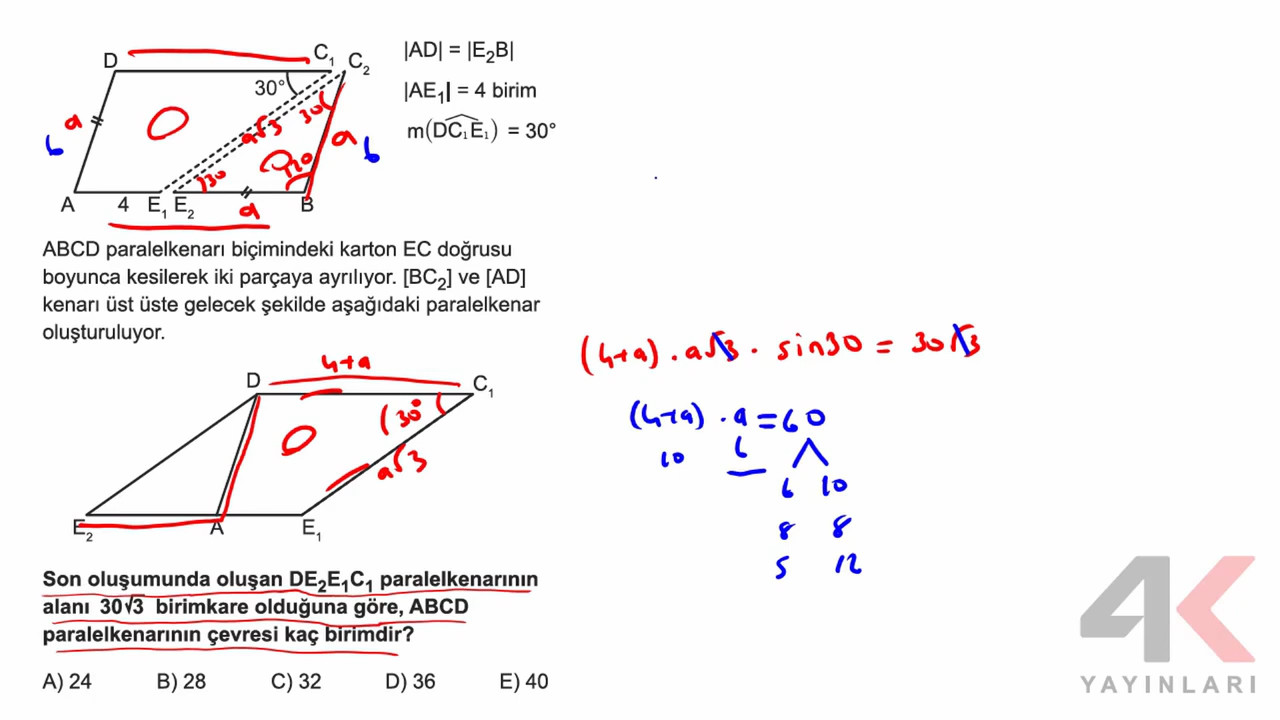 D C₁ C₂
30°
a
b
30
a√3
a
b
30
120
A 4 E₁ E₂ B
a
|AD| = |E₂B|
|AE₁| = 4 birim
m(DC₁E₁) = 30°
ABCD paralelkenarı biçimindeki karton EC doğrusu
boyunca kesilerek iki parçaya ayrılıyor. [BC₂] ve [AD]
kenarı üst üste gelecek şekilde aşağıdaki paralelkenar
oluşturuluyor.
4+a
D C₁
30°
a√3
E₂ A E₁
(4+a) . a√3 . sin30 = 30√3
(4+a) . a = 60
10 6
6 10
8 8
5 12
Son oluşumunda oluşan DE₂E₁C₁ paralelkenarının
alanı 30√3 birimkare olduğuna göre, ABCD
paralelkenarının çevresi kaç birimdir?
A) 24 B) 28 C) 32 D) 36 E) 40
4K
YAYINLARI